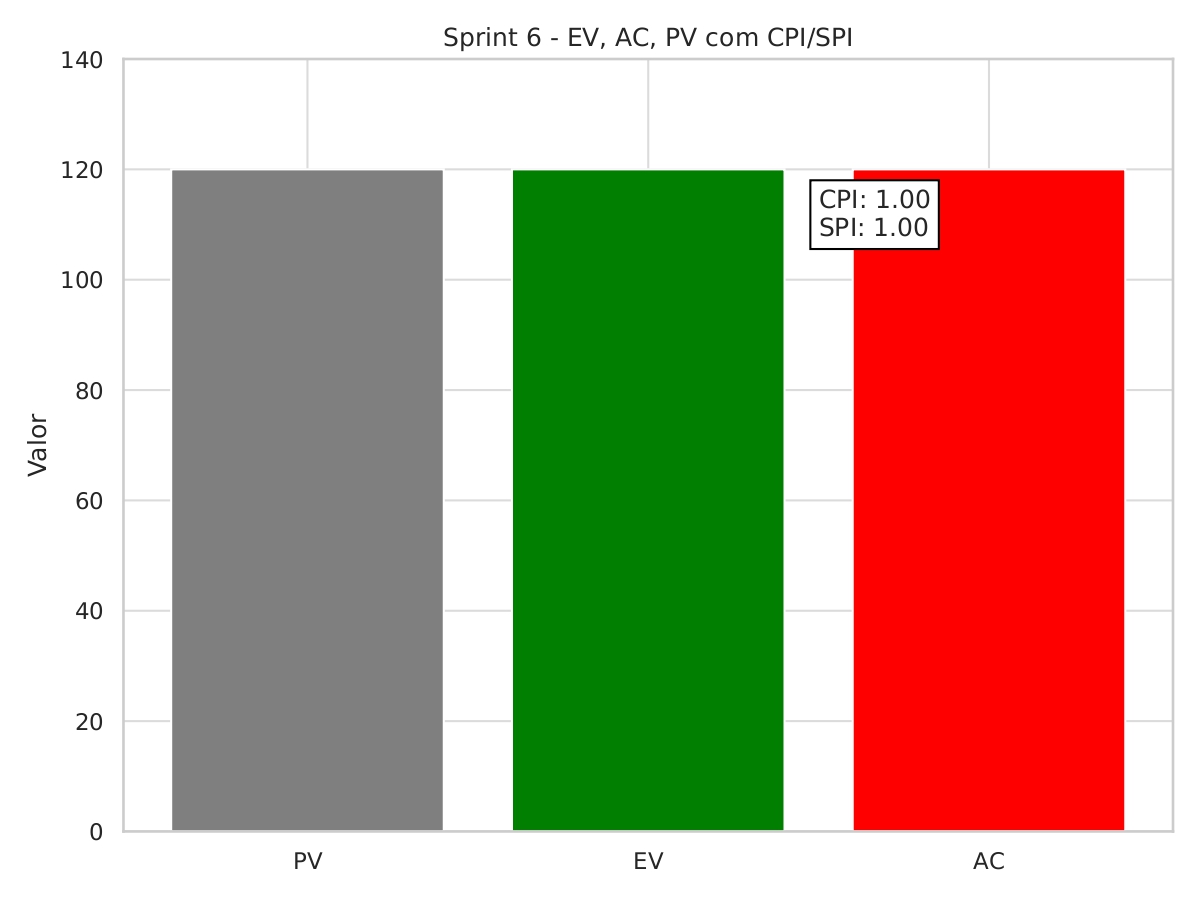 Sprint 6 - EV, AC, PV com CPI/SPI
140
120
100
80
60
40
20
0
Valor
CPI: 1.00
SPI: 1.00
PV
EV
AC